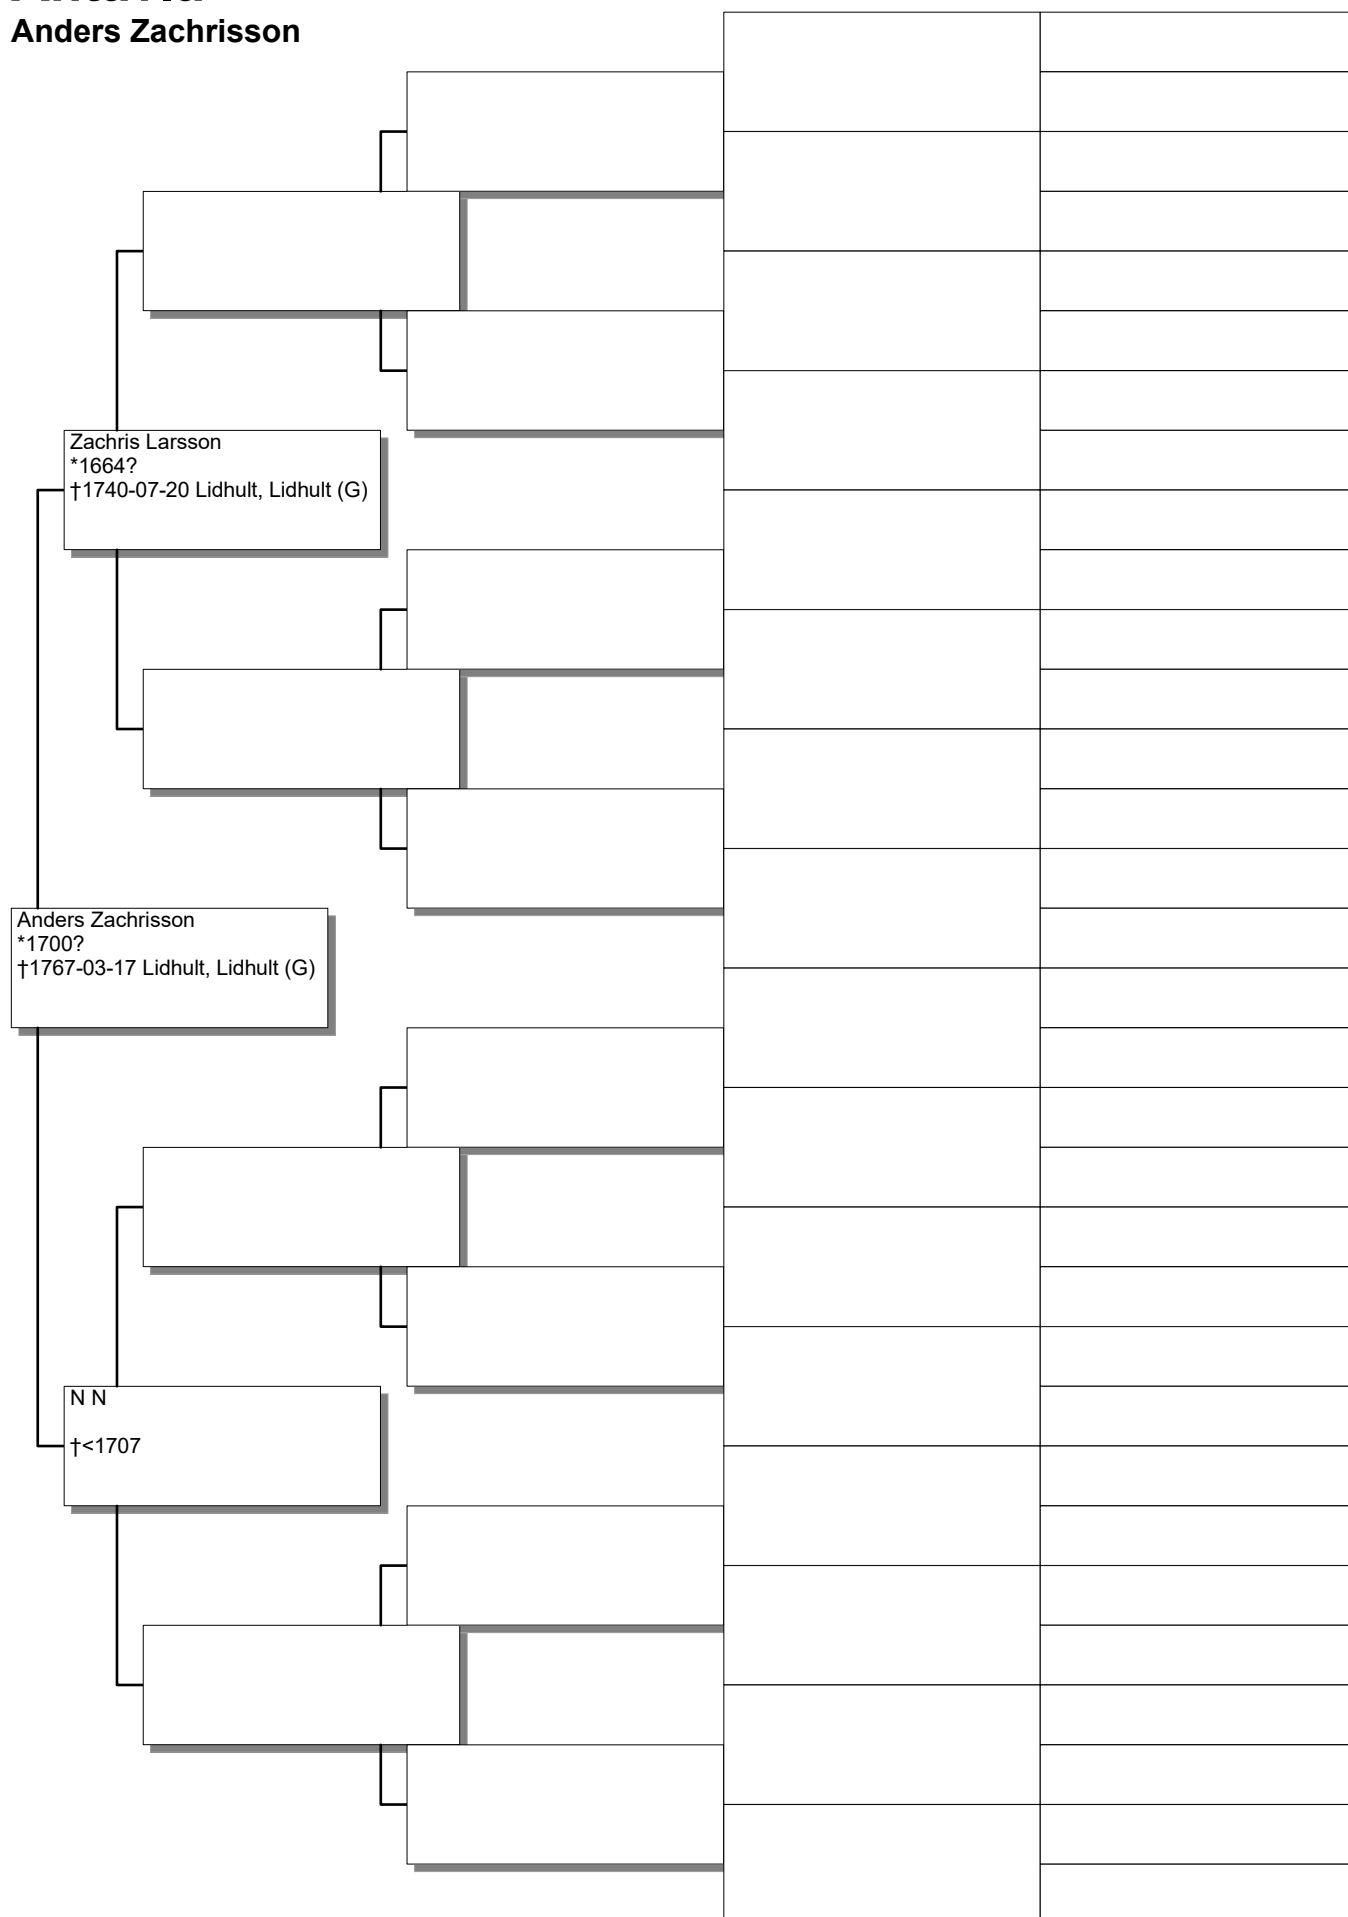 Anders Zachrisson
Zachris Larsson
*1664?
†1740-07-20 Lidhult, Lidhult (G)
Anders Zachrisson
*1700?
†1767-03-17 Lidhult, Lidhult (G)
N N
†<1707